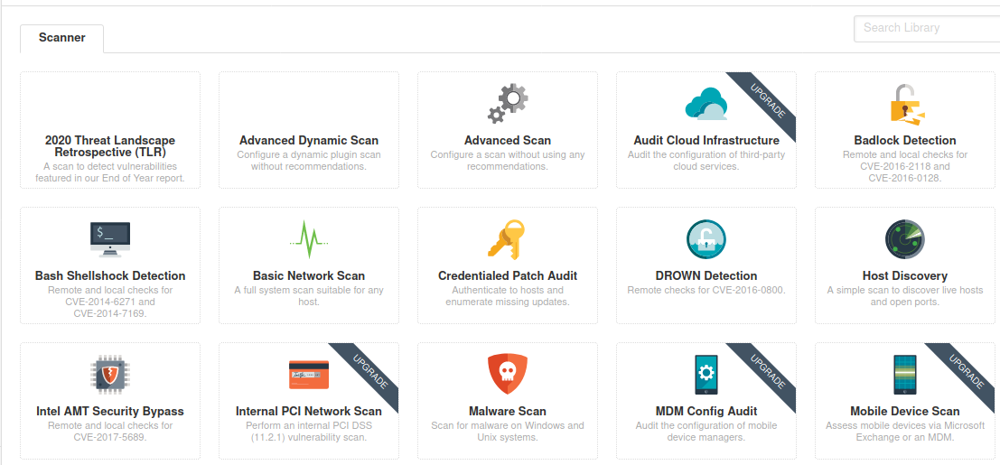 Scanner
Search Library
2020 Threat Landscape
Retrospective (TLR)
A scan to detect vulnerabilities
featured in our End of Year report.
Advanced Dynamic Scan
Configure a dynamic plugin scan
without recommendations.
Advanced Scan
Configure a scan without using any
recommendations.
UPGRADE
Audit Cloud Infrastructure
Audit the configuration of third-party
cloud services.
Badlock Detection
Remote and local checks for
CVE-2016-2118 and
CVE-2016-0128.
$_
Bash Shellshock Detection
Remote and local checks for
CVE-2014-6271 and
CVE-2014-7169.
Basic Network Scan
A full system scan suitable for any
host.
Credentialed Patch Audit
Authenticate to hosts and
enumerate missing updates.
DROWN Detection
Remote checks for CVE-2016-0800.
Host Discovery
A simple scan to discover live hosts
and open ports.
Intel AMT Security Bypass
Remote and local checks for
CVE-2017-5689.
UPGRADE
Internal PCI Network Scan
Perform an internal PCI DSS
(11.2.1) vulnerability scan.
Malware Scan
Scan for malware on Windows and
Unix systems.
UPGRADE
MDM Config Audit
Audit the configuration of mobile
device managers.
UPGRADE
Mobile Device Scan
Assess mobile devices via Microsoft
Exchange or an MDM.